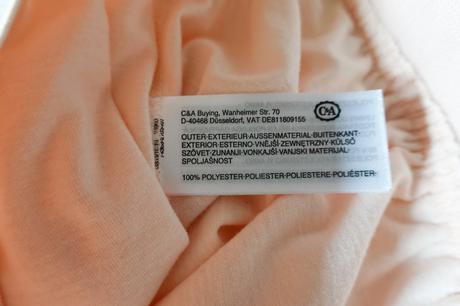 C&A Buying, Wanheimer Str. 70
D-40468 Düsseldorf, VAT DE811809155
C&A
OUTER·EXTERIEUR·AUSSENMATERIAL·BUITENKANT·
EXTERIOR·ESTERNO·VNĚJŠÍ·ZEWNĘTRZNY·KÜLSŐ
SZÖVET·ZUNANJI·VONKAJŠÍ·VANJSKI MATERIJAL·
SPOLJAŠNOST
100% POLYESTER·POLIESTER·POLIESTERE·POLIÉSTER·